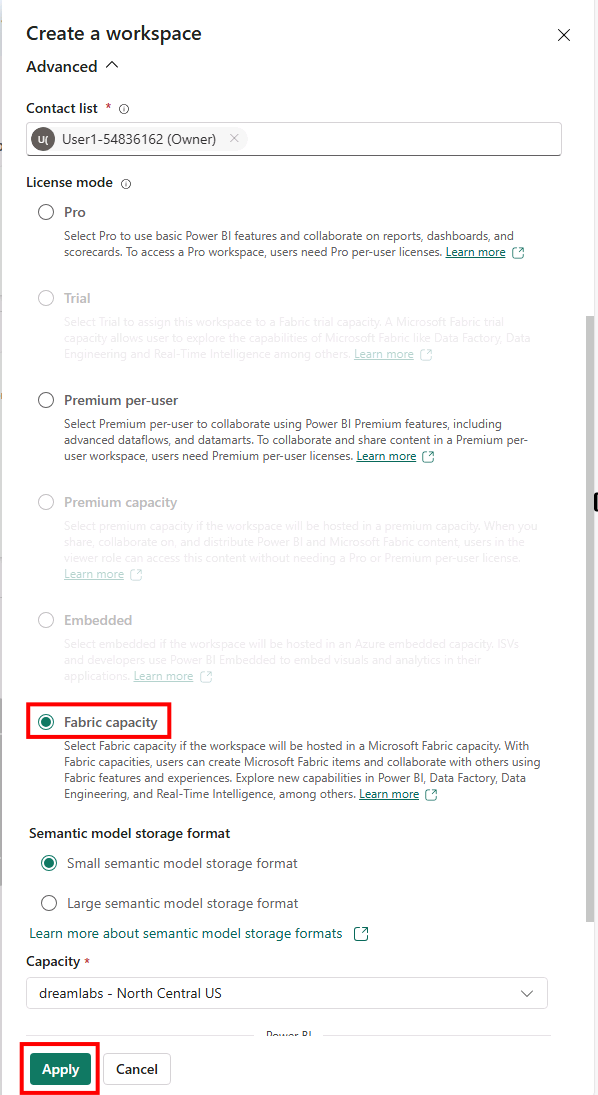 Create a workspace
Advanced
Contact list *
U( User1-54836162 (Owner)
License mode
Pro
Select Pro to use basic Power BI features and collaborate on reports, dashboards, and
scorecards. To access a Pro workspace, users need Pro per-user licenses. Learn more
Trial
Select Trial to assign this workspace to a Fabric trial capacity. A Microsoft Fabric trial
capacity allows user to explore the capabilities of Microsoft Fabric like Data Factory, Data
Engineering and Real-Time Intelligence among others. Learn more
Premium per-user
Select Premium per-user to collaborate using Power BI Premium features, including
advanced dataflows, and datamarts. To collaborate and share content in a Premium per-
user workspace, users need Premium per-user licenses. Learn more
Premium capacity
Select premium capacity if the workspace will be hosted in a premium capacity. When you
share, collaborate on, and distribute Power BI and Microsoft Fabric content, users in the
viewer role can access this content without needing a Pro or Premium per-user license.
Learn more
Embedded
Select embedded if the workspace will be hosted in an Azure embedded capacity. ISVs
and developers use Power BI Embedded to embed visuals and analytics in their
applications. Learn more
Fabric capacity
Select Fabric capacity if the workspace will be hosted in a Microsoft Fabric capacity. With
Fabric capacities, users can create Microsoft Fabric items and collaborate with others using
Fabric features and experiences. Explore new capabilities in Power BI, Data Factory, Data
Engineering, and Real-Time Intelligence, among others. Learn more
Semantic model storage format
Small semantic model storage format
Large semantic model storage format
Learn more about semantic model storage formats
Capacity *
dreamlabs - North Central US
Power BI
Apply
Cancel